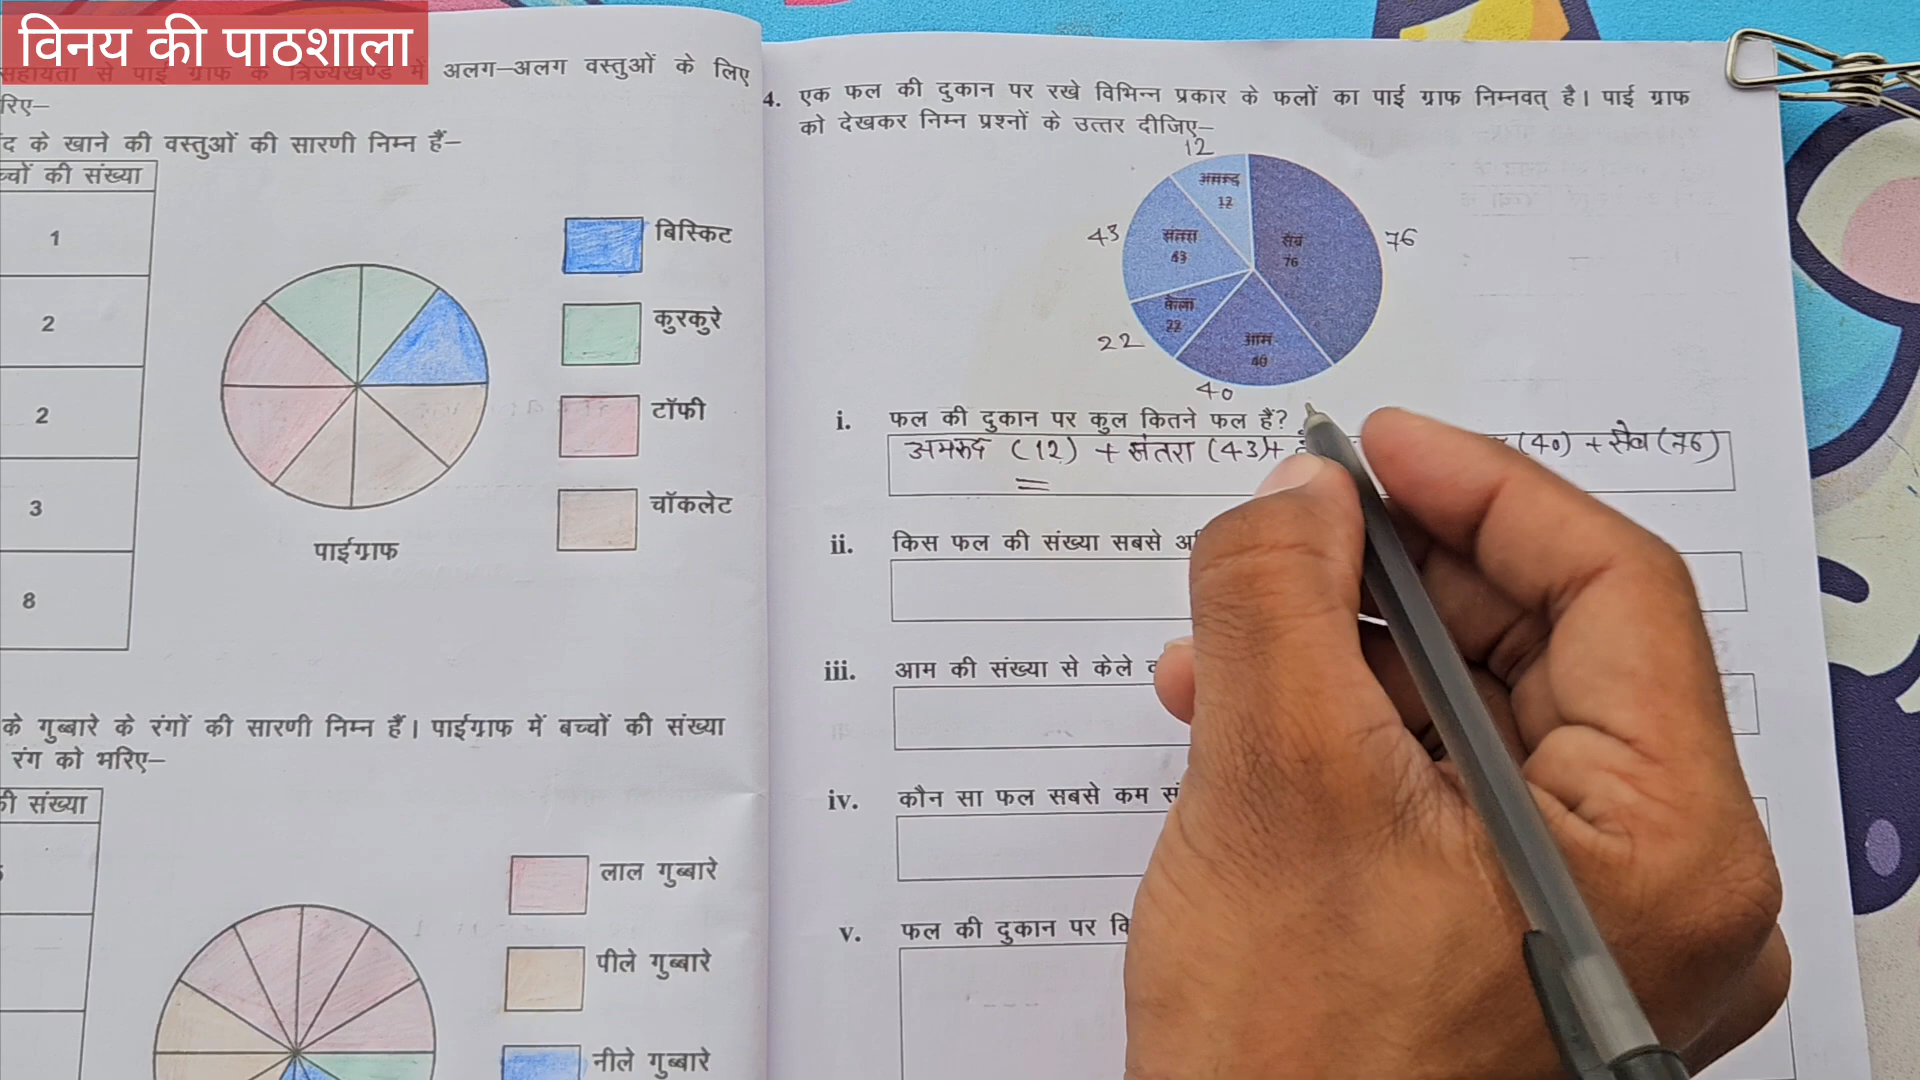 विनय की पाठशाला
सहायता से पाई ग्राफ के त्रिज्यखण्ड में अलग–अलग वस्तुओं के लिए
रिए–
द के खाने की वस्तुओं की सारणी निम्न हैं–
च्चों की संख्या
1
2
2
3
8
बिस्किट
कुरकुरे
टॉफी
चॉकलेट
पाईग्राफ
के गुब्बारे के रंगों की सारणी निम्न हैं। पाईग्राफ में बच्चों की संख्या
रंग को भरिए–
की संख्या
लाल गुब्बारे
पीले गुब्बारे
नीले गुब्बारे
4. एक फल की दुकान पर रखे विभिन्न प्रकार के फलों का पाई ग्राफ निम्नवत् है। पाई ग्राफ
को देखकर निम्न प्रश्नों के उत्तर दीजिए–
12
अमरूद
12
43
संतरा
43
सेब
76
76
केला
22
22
आम
40
40
i. फल की दुकान पर कुल कितने फल हैं?
अमरूद (12) + संतरा (43)+ (40) + सेब (76)
=
ii. किस फल की संख्या सबसे
iii. आम की संख्या से केले
iv. कौन सा फल सबसे कम
v. फल की दुकान पर